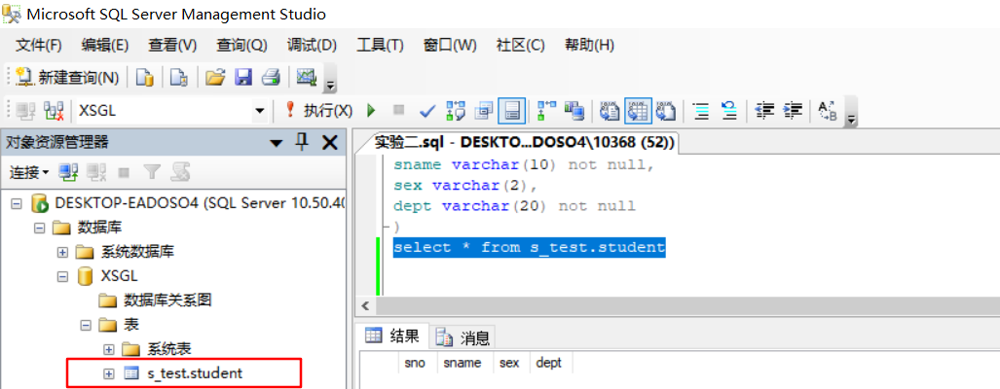 Microsoft SQL Server Management Studio
文件(F) 编辑(E) 查看(V) 查询(Q) 调试(D) 工具(T) 窗口(W) 社区(C) 帮助(H)
新建查询(N)
XSGL 执行(X)
对象资源管理器
实验二.sql - DESKTO...DOSO4\10368 (52))
连接
DESKTOP-EADOSO4 (SQL Server 10.50.40
数据库
系统数据库
XSGL
数据库关系图
表
系统表
s_test.student
sname varchar(10) not null,
sex varchar(2),
dept varchar(20) not null
)
select * from s_test.student
结果 消息
sno sname sex dept